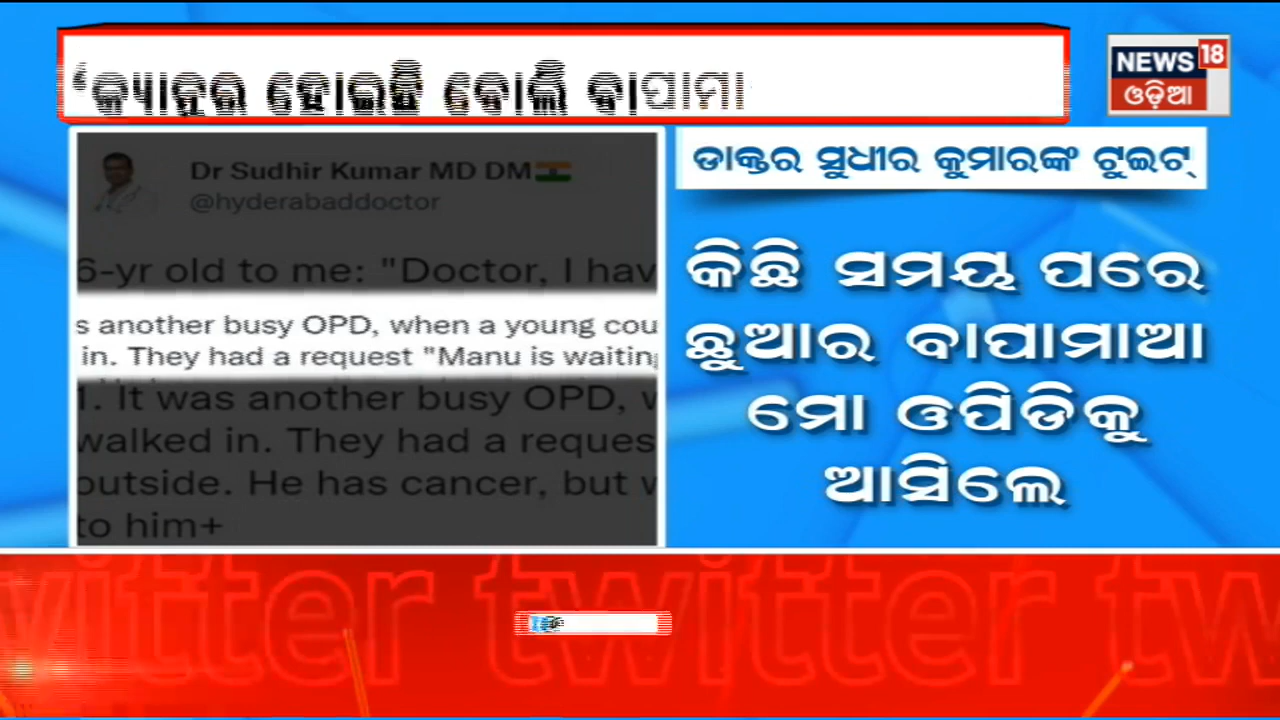 ‘କ୍ୟାନ୍ସର ହୋଇଛି ବୋଲି ବାପାମା
NEWS 18
ଓଡ଼ିଆ
Dr Sudhir Kumar MD DM
@hyderabaddoctor
6-yr old to me: "Doctor, I hav
s another busy OPD, when a young cou
in. They had a request "Manu is waiting
1. It was another busy OPD, w
walked in. They had a reques
outside. He has cancer, but w
to him+
ଡାକ୍ତର ସୁଧୀର କୁମାରଙ୍କ ଟୁଇଟ୍
କିଛି ସମୟ ପରେ
ଛୁଆର ବାପାମାଆ
ମୋ ଓପିଡିକୁ
ଆସିଲେ
witter twitter tw